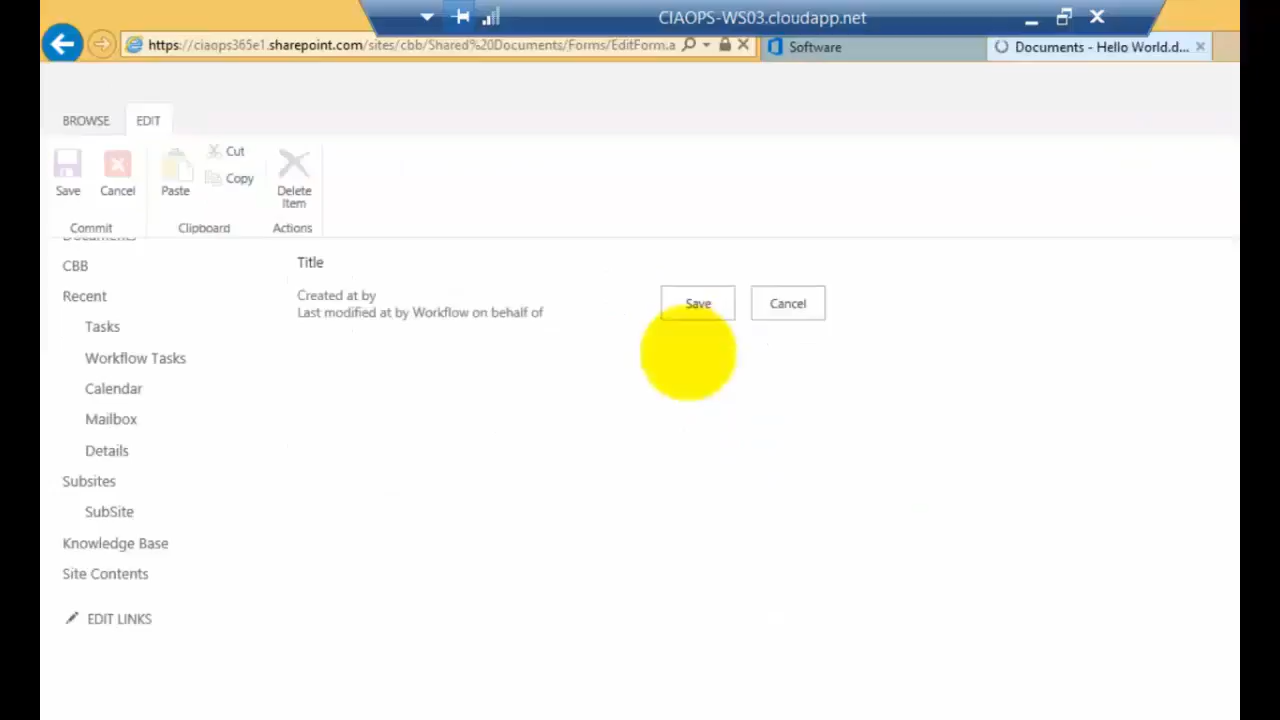 CIAOPS-WS03.cloudapp.net
https://ciaops365e1.sharepoint.com/sites/cbb/Shared%20Documents/Forms/EditForm.a
Software
Documents - Hello World.d...
BROWSE
EDIT
Save
Cancel
Paste
Cut
Copy
Delete
Item
Commit
Clipboard
Actions
Documents
CBB
Recent
Tasks
Workflow Tasks
Calendar
Mailbox
Details
Subsites
SubSite
Knowledge Base
Site Contents
EDIT LINKS
Title
Created at by
Last modified at by Workflow on behalf of
Save
Cancel